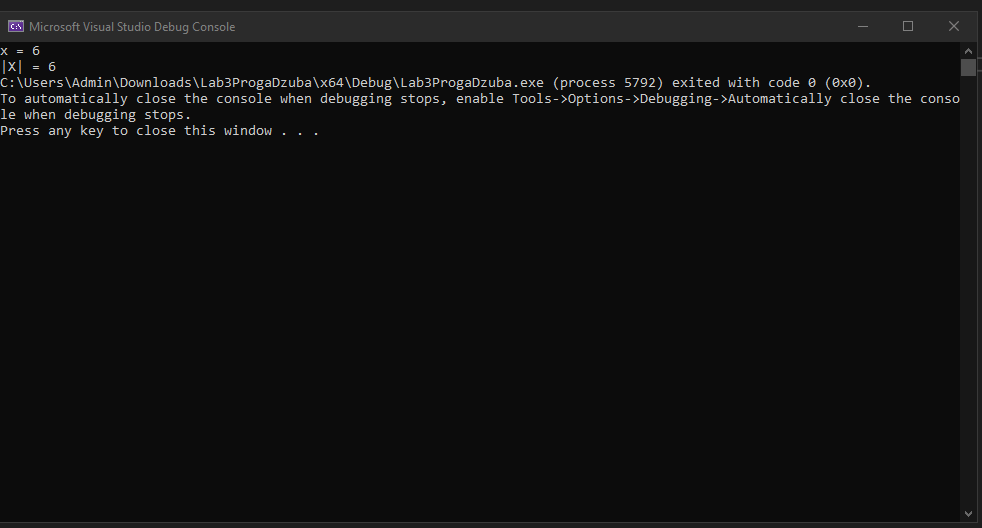 Microsoft Visual Studio Debug Console
x = 6
|X| = 6
C:\Users\Admin\Downloads\Lab3ProgaDzuba\x64\Debug\Lab3ProgaDzuba.exe (process 5792) exited with code 0 (0x0).
To automatically close the console when debugging stops, enable Tools->Options->Debugging->Automatically close the conso
le when debugging stops.
Press any key to close this window . . .